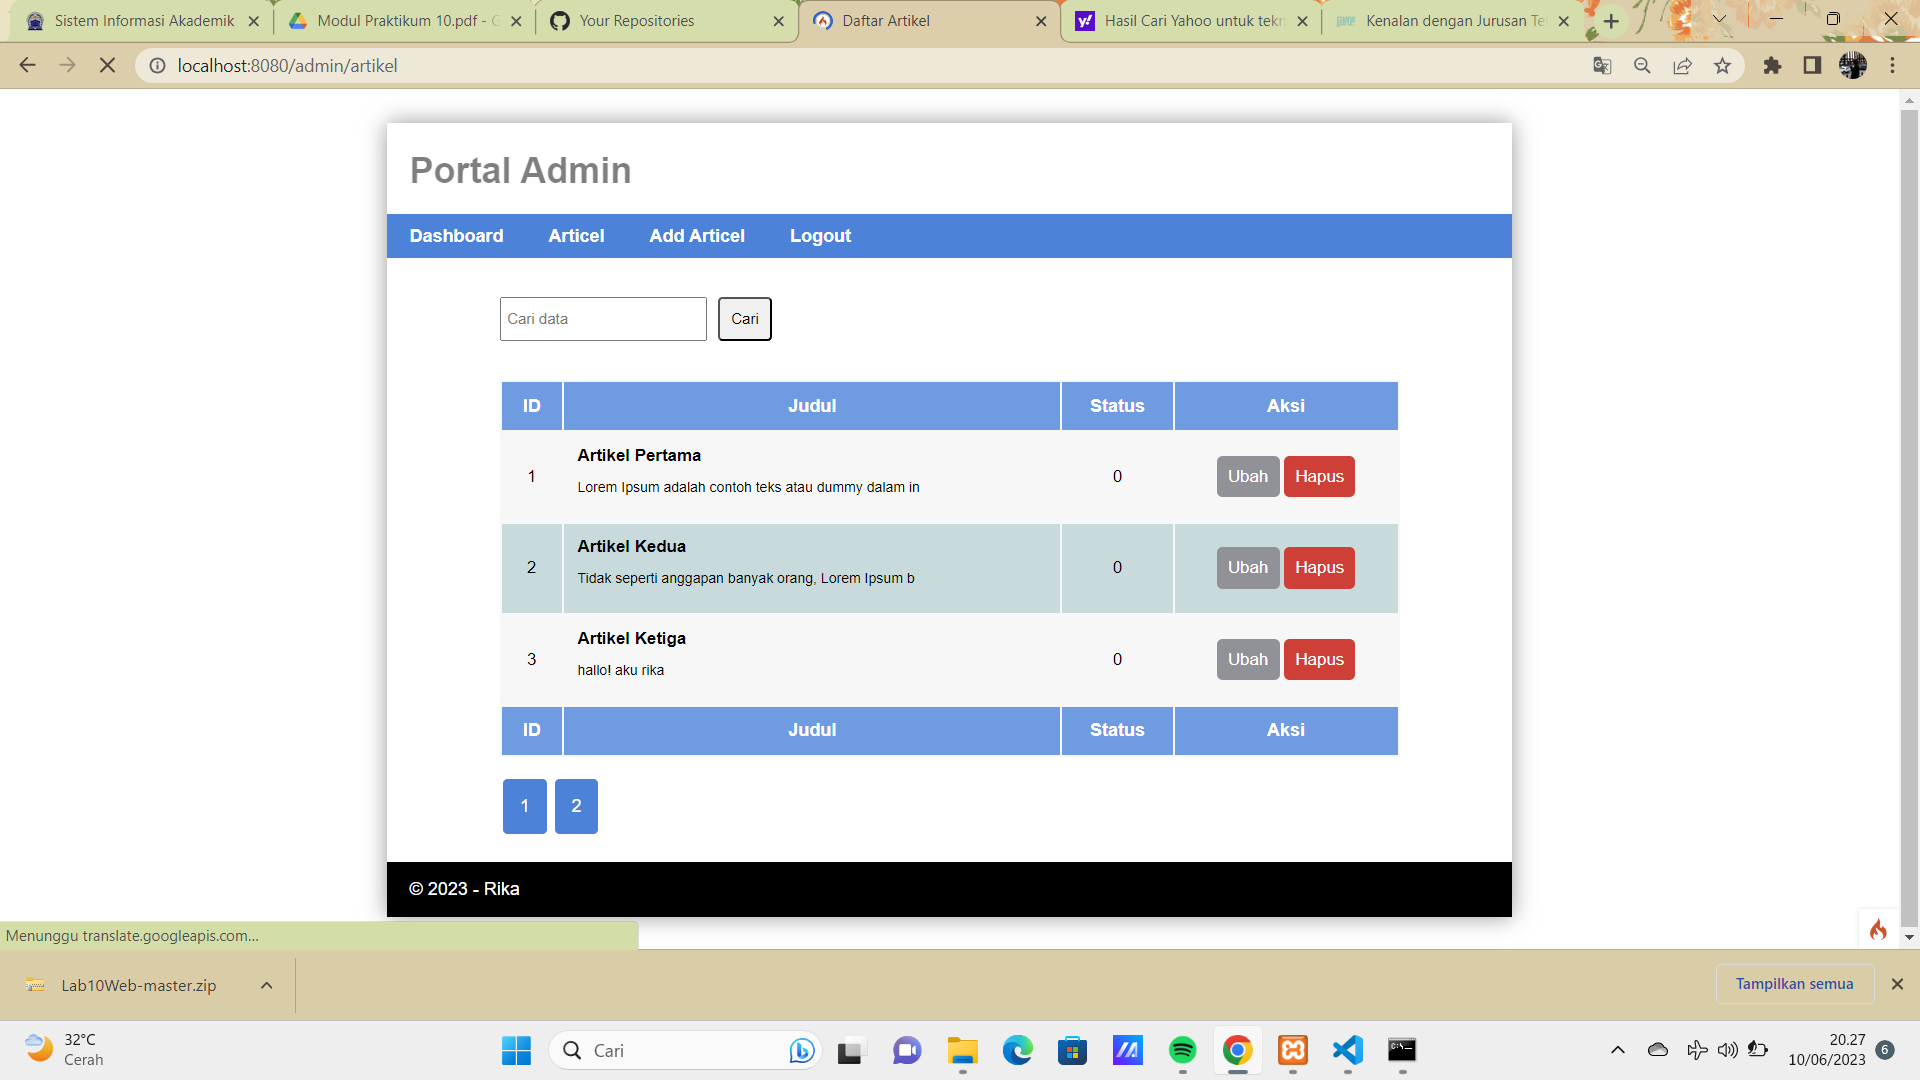 Sistem Informasi Akademik
Modul Praktikum 10.pdf - G
Your Repositories
Daftar Artikel
Hasil Cari Yahoo untuk tekn
Kenalan dengan Jurusan Te
localhost:8080/admin/artikel
Portal Admin
Dashboard Articel Add Articel Logout
Cari data Cari
ID Judul Status Aksi
1 Artikel Pertama 0 Ubah Hapus
Lorem Ipsum adalah contoh teks atau dummy dalam in
2 Artikel Kedua 0 Ubah Hapus
Tidak seperti anggapan banyak orang, Lorem Ipsum b
3 Artikel Ketiga 0 Ubah Hapus
hallo! aku rika
ID Judul Status Aksi
1 2
© 2023 - Rika
Menunggu translate.googleapis.com...
Lab10Web-master.zip
Tampilkan semua
32°C
Cerah
Cari
20.27
10/06/2023
6